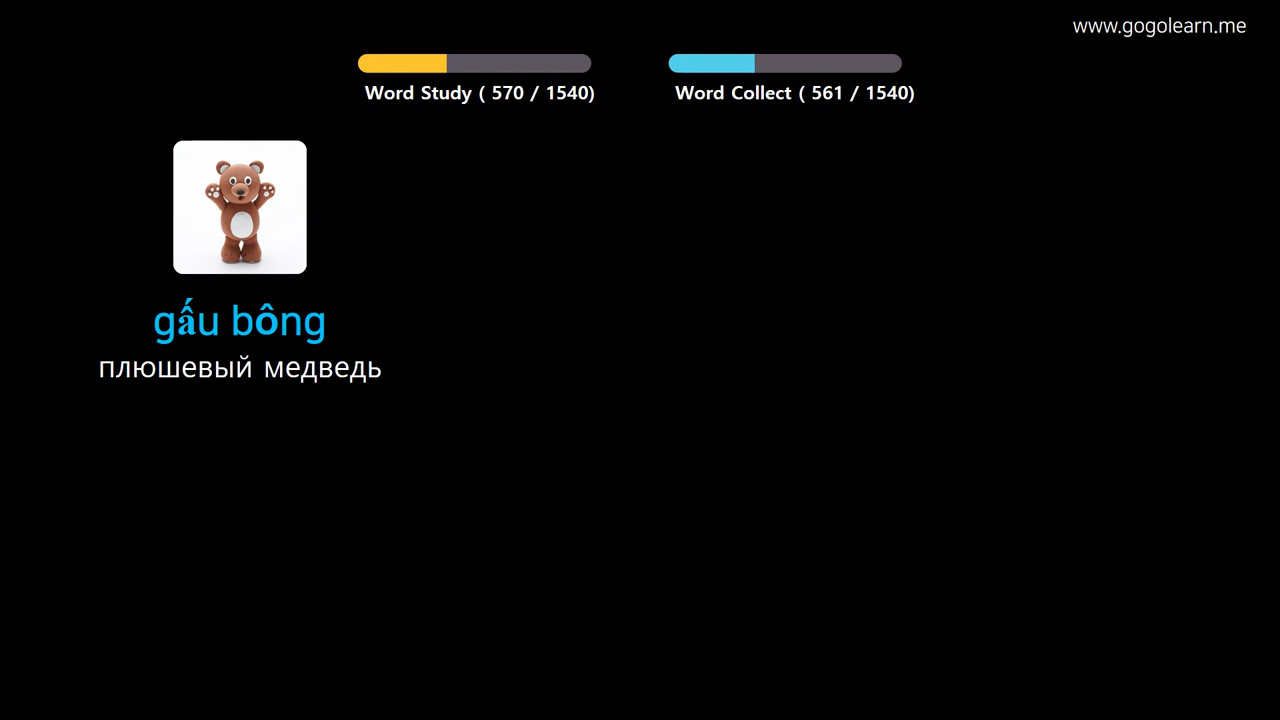 www.gogolearn.me
Word Study ( 570 / 1540)
Word Collect ( 561 / 1540)
gấu bông
плюшевый медведь